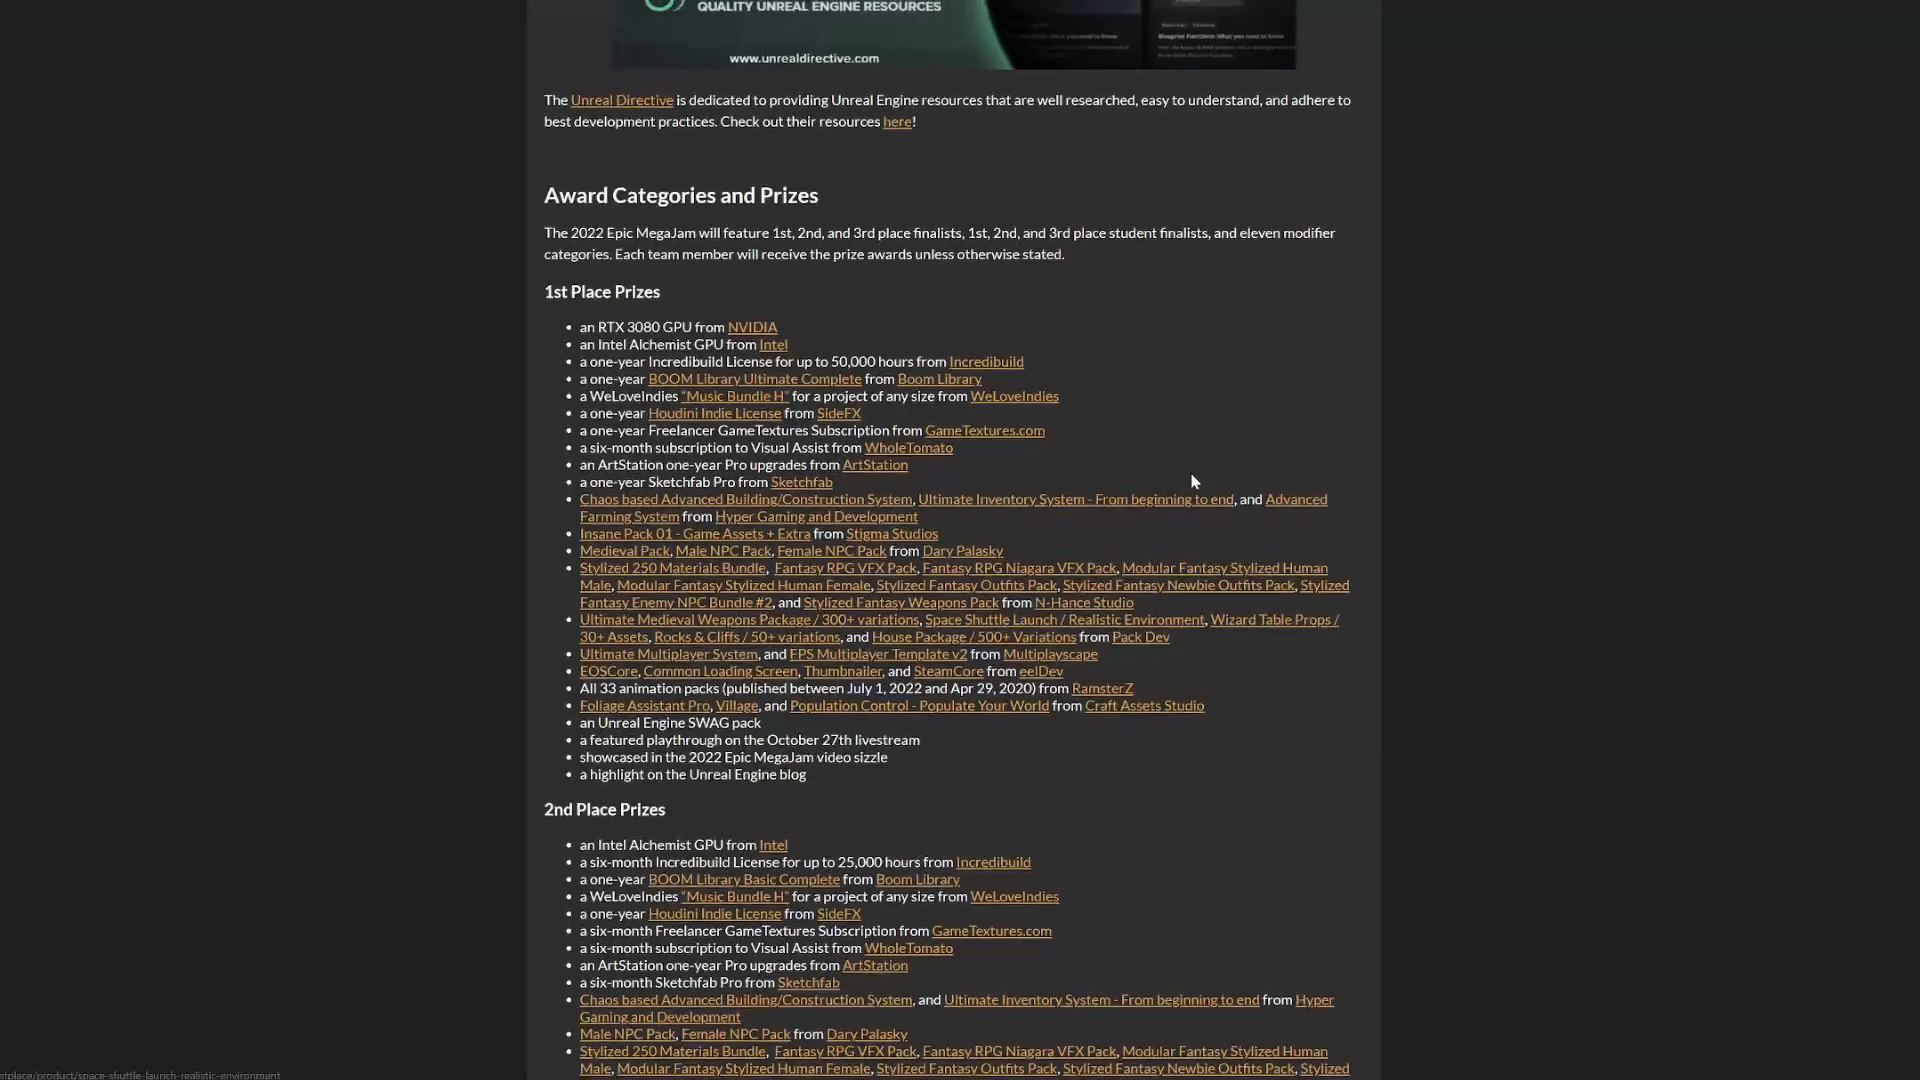 QUALITY UNREAL ENGINE RESOURCES
www.unrealdirective.com
The Unreal Directive is dedicated to providing Unreal Engine resources that are well researched, easy to understand, and adhere to
best development practices. Check out their resources here!
Award Categories and Prizes
The 2022 Epic MegaJam will feature 1st, 2nd, and 3rd place finalists, 1st, 2nd, and 3rd place student finalists, and eleven modifier
categories. Each team member will receive the prize awards unless otherwise stated.
1st Place Prizes
• an RTX 3080 GPU from NVIDIA
• an Intel Alchemist GPU from Intel
• a one-year Incredibuild License for up to 50,000 hours from Incredibuild
• a one-year BOOM Library Ultimate Complete from Boom Library
• a WeLoveIndies "Music Bundle H" for a project of any size from WeLoveIndies
• a one-year Houdini Indie License from SideFX
• a one-year Freelancer GameTextures Subscription from GameTextures.com
• a six-month subscription to Visual Assist from WholeTomato
• an ArtStation one-year Pro upgrades from ArtStation
• a one-year Sketchfab Pro from Sketchfab
• Chaos based Advanced Building/Construction System, Ultimate Inventory System - From beginning to end, and Advanced
Farming System from Hyper Gaming and Development
• Insane Pack 01 - Game Assets + Extra from Stigma Studios
• Medieval Pack, Male NPC Pack, Female NPC Pack from Dary Palasky
• Stylized 250 Materials Bundle, Fantasy RPG VFX Pack, Fantasy RPG Niagara VFX Pack, Modular Fantasy Stylized Human
Male, Modular Fantasy Stylized Human Female, Stylized Fantasy Outfits Pack, Stylized Fantasy Newbie Outfits Pack, Stylized
Fantasy Enemy NPC Bundle #2, and Stylized Fantasy Weapons Pack from N-Hance Studio
• Ultimate Medieval Weapons Package / 300+ variations, Space Shuttle Launch / Realistic Environment, Wizard Table Props /
30+ Assets, Rocks & Cliffs / 50+ variations, and House Package / 500+ Variations from Pack Dev
• Ultimate Multiplayer System, and FPS Multiplayer Template v2 from Multiplayscape
• EOSCore, Common Loading Screen, Thumbnailer, and SteamCore from eelDev
• All 33 animation packs (published between July 1, 2022 and Apr 29, 2020) from RamsterZ
• Foliage Assistant Pro, Village, and Population Control - Populate Your World from Craft Assets Studio
• an Unreal Engine SWAG pack
• a featured playthrough on the October 27th livestream
• showcased in the 2022 Epic MegaJam video sizzle
• a highlight on the Unreal Engine blog
2nd Place Prizes
• an Intel Alchemist GPU from Intel
• a six-month Incredibuild License for up to 25,000 hours from Incredibuild
• a one-year BOOM Library Basic Complete from Boom Library
• a WeLoveIndies "Music Bundle H" for a project of any size from WeLoveIndies
• a one-year Houdini Indie License from SideFX
• a six-month Freelancer GameTextures Subscription from GameTextures.com
• a six-month subscription to Visual Assist from WholeTomato
• an ArtStation one-year Pro upgrades from ArtStation
• a six-month Sketchfab Pro from Sketchfab
• Chaos based Advanced Building/Construction System, and Ultimate Inventory System - From beginning to end from Hyper
Gaming and Development
• Male NPC Pack, Female NPC Pack from Dary Palasky
• Stylized 250 Materials Bundle, Fantasy RPG VFX Pack, Fantasy RPG Niagara VFX Pack, Modular Fantasy Stylized Human
Male, Modular Fantasy Stylized Human Female, Stylized Fantasy Outfits Pack, Stylized Fantasy Newbie Outfits Pack, Stylized
etplace/product/space-shuttle-launch-realistic-environment